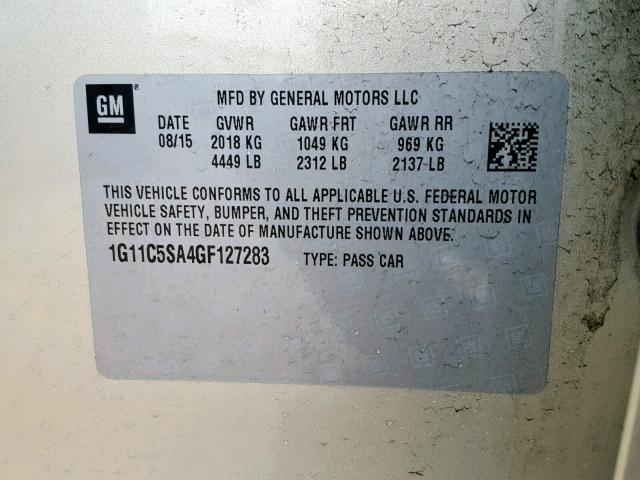 GM ®
MFD BY GENERAL MOTORS LLC
DATE GVWR GAWR FRT GAWR RR
08/15 2018 KG 1049 KG 969 KG
4449 LB 2312 LB 2137 LB
THIS VEHICLE CONFORMS TO ALL APPLICABLE U.S. FEDERAL MOTOR
VEHICLE SAFETY, BUMPER, AND THEFT PREVENTION STANDARDS IN
EFFECT ON THE DATE OF MANUFACTURE SHOWN ABOVE.
1G11C5SA4GF127283 TYPE: PASS CAR